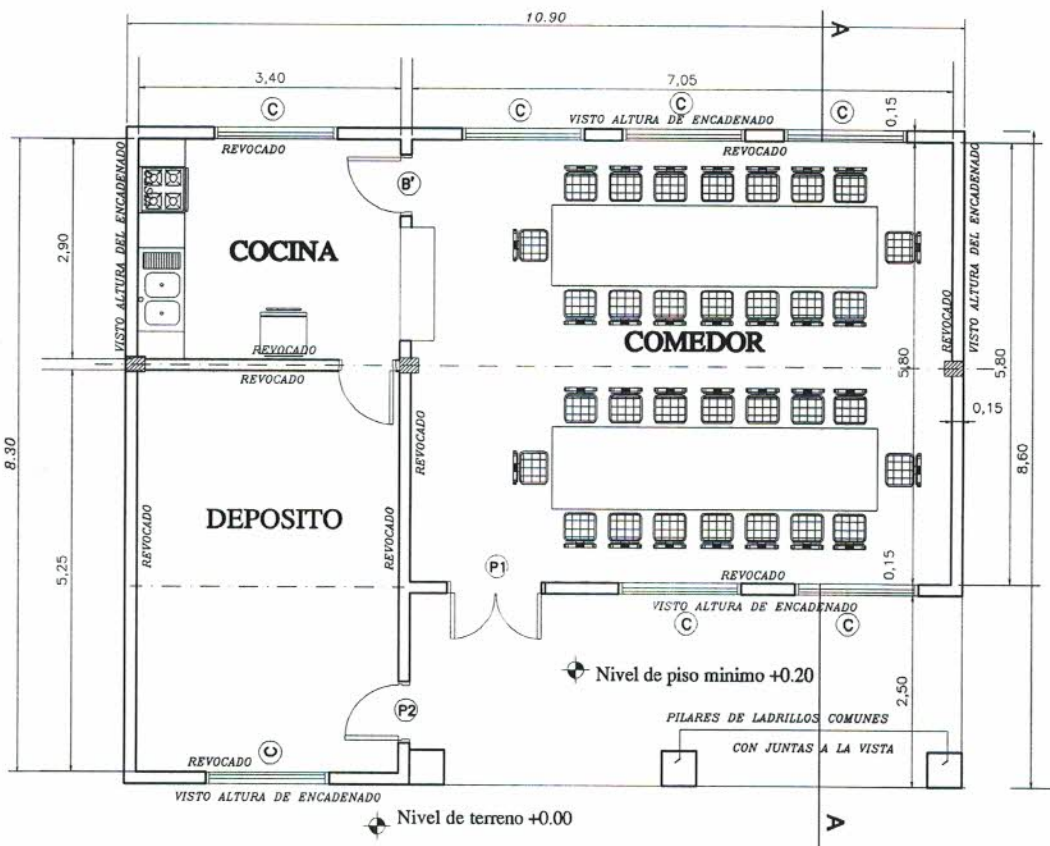 10.90
A
3,40
7,05
C
C
C
C
VISTO ALTURA DE ENCADENADO
0,15
REVOCADO
REVOCADO
B'
VISTO ALTURA DEL ENCADENADO
2,90
COCINA
REVOCADO
VISTO ALTURA DEL ENCADENADO
COMEDOR
REVOCADO
REVOCADO
5,80
5,80
0,15
8.30
8,60
REVOCADO
DEPOSITO
REVOCADO
REVOCADO
5,25
P1
REVOCADO
0,15
VISTO ALTURA DE ENCADENADO
C
C
Nivel de piso minimo +0.20
2,50
P2
PILARES DE LADRILLOS COMUNES
CON JUNTAS A LA VISTA
REVOCADO
C
VISTO ALTURA DE ENCADENADO
Nivel de terreno +0.00
A